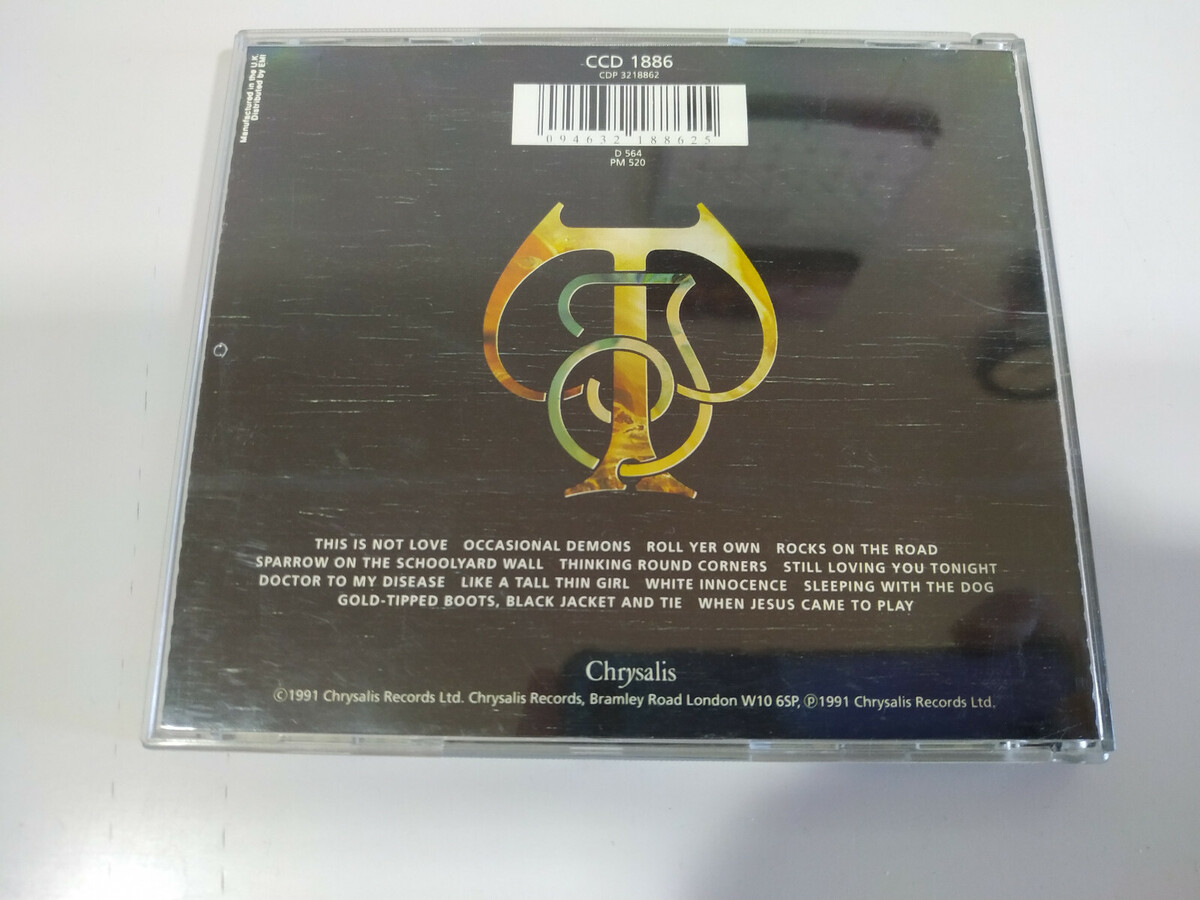 Manufactured in the U.K.
Distributed by EMI
CCD 1886
CDP 3218862
0 94632 18862 5
D 564
PM 520
THIS IS NOT LOVE OCCASIONAL DEMONS ROLL YER OWN ROCKS ON THE ROAD
SPARROW ON THE SCHOOLYARD WALL THINKING ROUND CORNERS STILL LOVING YOU TONIGHT
DOCTOR TO MY DISEASE LIKE A TALL THIN GIRL WHITE INNOCENCE SLEEPING WITH THE DOG
GOLD-TIPPED BOOTS, BLACK JACKET AND TIE WHEN JESUS CAME TO PLAY
Chrysalis
©1991 Chrysalis Records Ltd. Chrysalis Records, Bramley Road London W10 6SP, ℗1991 Chrysalis Records Ltd.